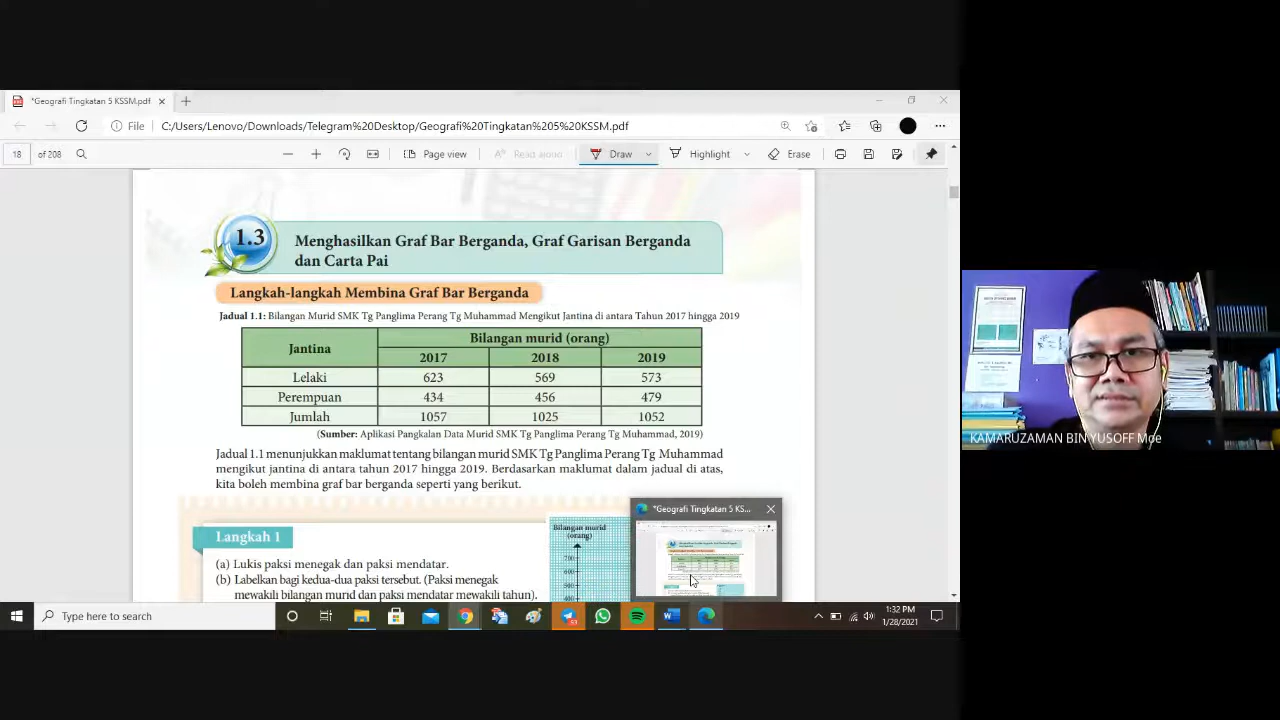 *Geografi Tingkatan 5 KSSM.pdf
File
C:/Users/Lenovo/Downloads/Telegram%20Desktop/Geografi%20Tingkatan%205%20KSSM.pdf
18 of 208
Page view
Read aloud
Draw
Highlight
Erase
1.3
Menghasilkan Graf Bar Berganda, Graf Garisan Berganda
dan Carta Pai
Langkah-langkah Membina Graf Bar Berganda
Jadual 1.1: Bilangan Murid SMK Tg Panglima Perang Tg Muhammad Mengikut Jantina di antara Tahun 2017 hingga 2019
Jantina Bilangan murid (orang)
2017 2018 2019
Lelaki 623 569 573
Perempuan 434 456 479
Jumlah 1057 1025 1052
(Sumber: Aplikasi Pangkalan Data Murid SMK Tg Panglima Perang Tg Muhammad, 2019)
Jadual 1.1 menunjukkan maklumat tentang bilangan murid SMK Tg Panglima Perang Tg Muhammad
mengikut jantina di antara tahun 2017 hingga 2019. Berdasarkan maklumat dalam jadual di atas,
kita boleh membina graf bar berganda seperti yang berikut.
Langkah 1
(a) Lukis paksi menegak dan paksi mendatar.
(b) Labelkan bagi kedua-dua paksi tersebut. (Paksi menegak
mewakili bilangan murid dan paksi mendatar mewakili tahun).
Bilangan murid
(orang)
700
600
500
400
*Geografi Tingkatan 5 KS...
KAMARUZAMAN BIN YUSOFF Moe
Type here to search
1:32 PM
1/28/2021